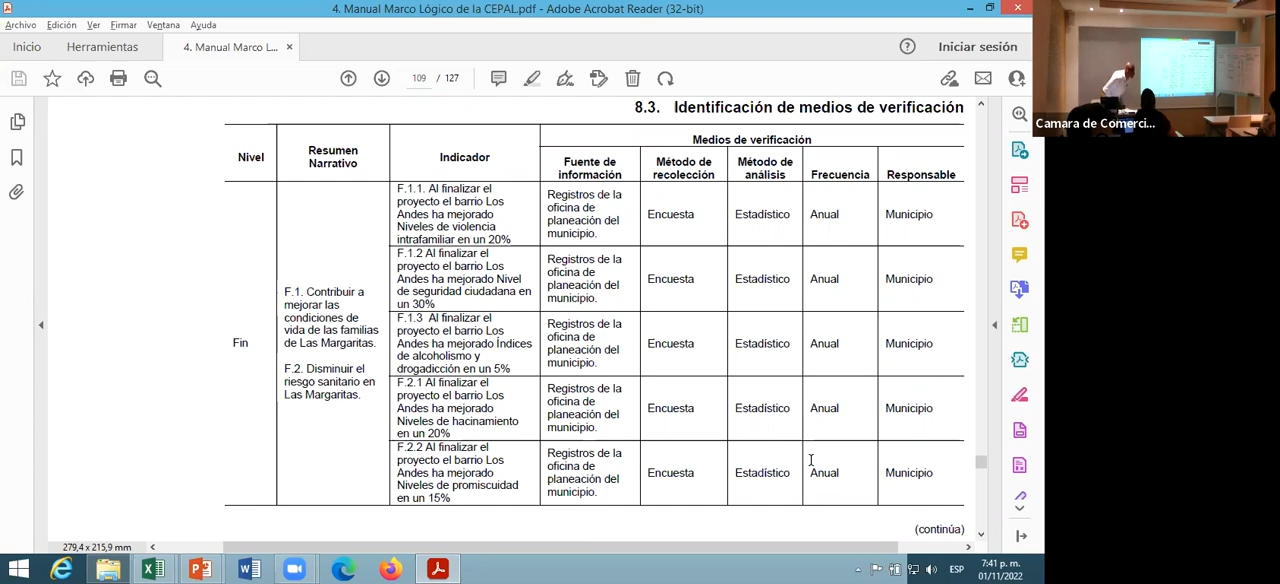 4. Manual Marco Lógico de la CEPAL.pdf - Adobe Acrobat Reader (32-bit)
Archivo Edición Ver Firmar Ventana Ayuda
Inicio Herramientas 4. Manual Marco L... × Iniciar sesión
109 / 127
Camara de Comerci...
8.3. Identificación de medios de verificación
Nivel
Resumen
Narrativo
Indicador
Medios de verificación
Fuente de
información
Método de
recolección
Método de
análisis
Frecuencia
Responsable
Fin
F.1. Contribuir a
mejorar las
condiciones de
vida de las familias
de Las Margaritas.
F.2. Disminuir el
riesgo sanitario en
Las Margaritas.
F.1.1. Al finalizar el
proyecto el barrio Los
Andes ha mejorado
Niveles de violencia
intrafamiliar en un 20%
Registros de la
oficina de
planeación del
municipio.
Encuesta
Estadístico
Anual
Municipio
F.1.2 Al finalizar el
proyecto el barrio Los
Andes ha mejorado Nivel
de seguridad ciudadana en
un 30%
Registros de la
oficina de
planeación del
municipio.
Encuesta
Estadístico
Anual
Municipio
F.1.3 Al finalizar el
proyecto el barrio Los
Andes ha mejorado Índices
de alcoholismo y
drogadicción en un 5%
Registros de la
oficina de
planeación del
municipio.
Encuesta
Estadístico
Anual
Municipio
F.2.1 Al finalizar el
proyecto el barrio Los
Andes ha mejorado
Niveles de hacinamiento
en un 20%
Registros de la
oficina de
planeación del
municipio.
Encuesta
Estadístico
Anual
Municipio
F.2.2 Al finalizar el
proyecto el barrio Los
Andes ha mejorado
Niveles de promiscuidad
en un 15%
Registros de la
oficina de
planeación del
municipio.
Encuesta
Estadístico
Anual
Municipio
(continúa)
279,4 x 215,9 mm
ESP
7:41 p. m.
01/11/2022